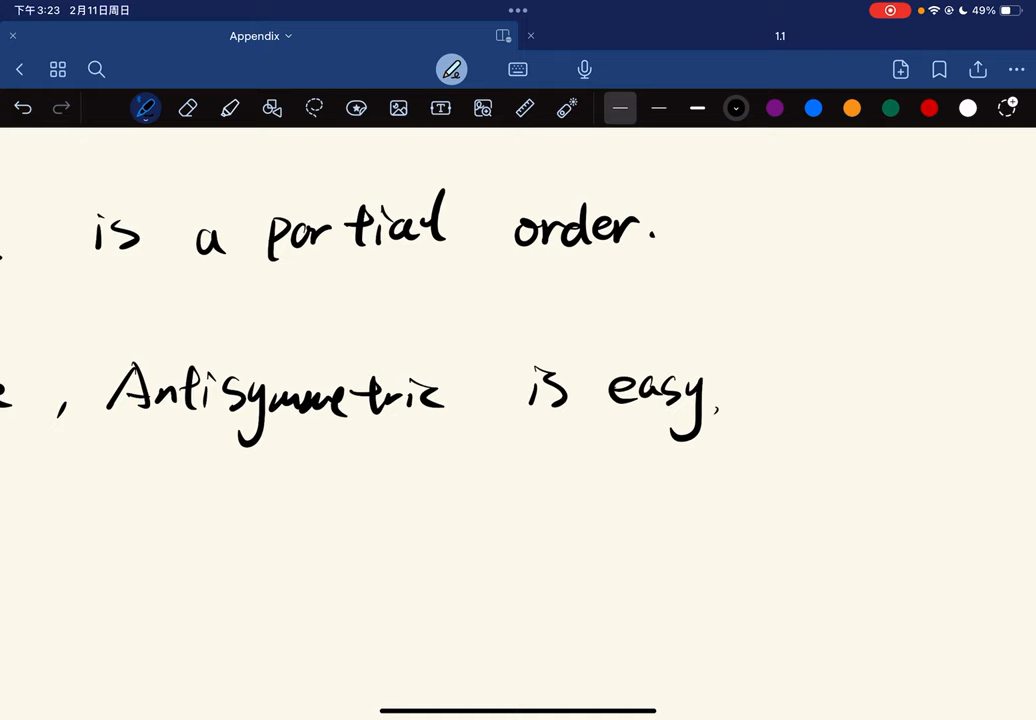 下午3:23 2月11日周日
49%
Appendix
1.1
is a partial order.
, Antisymmetric is easy,